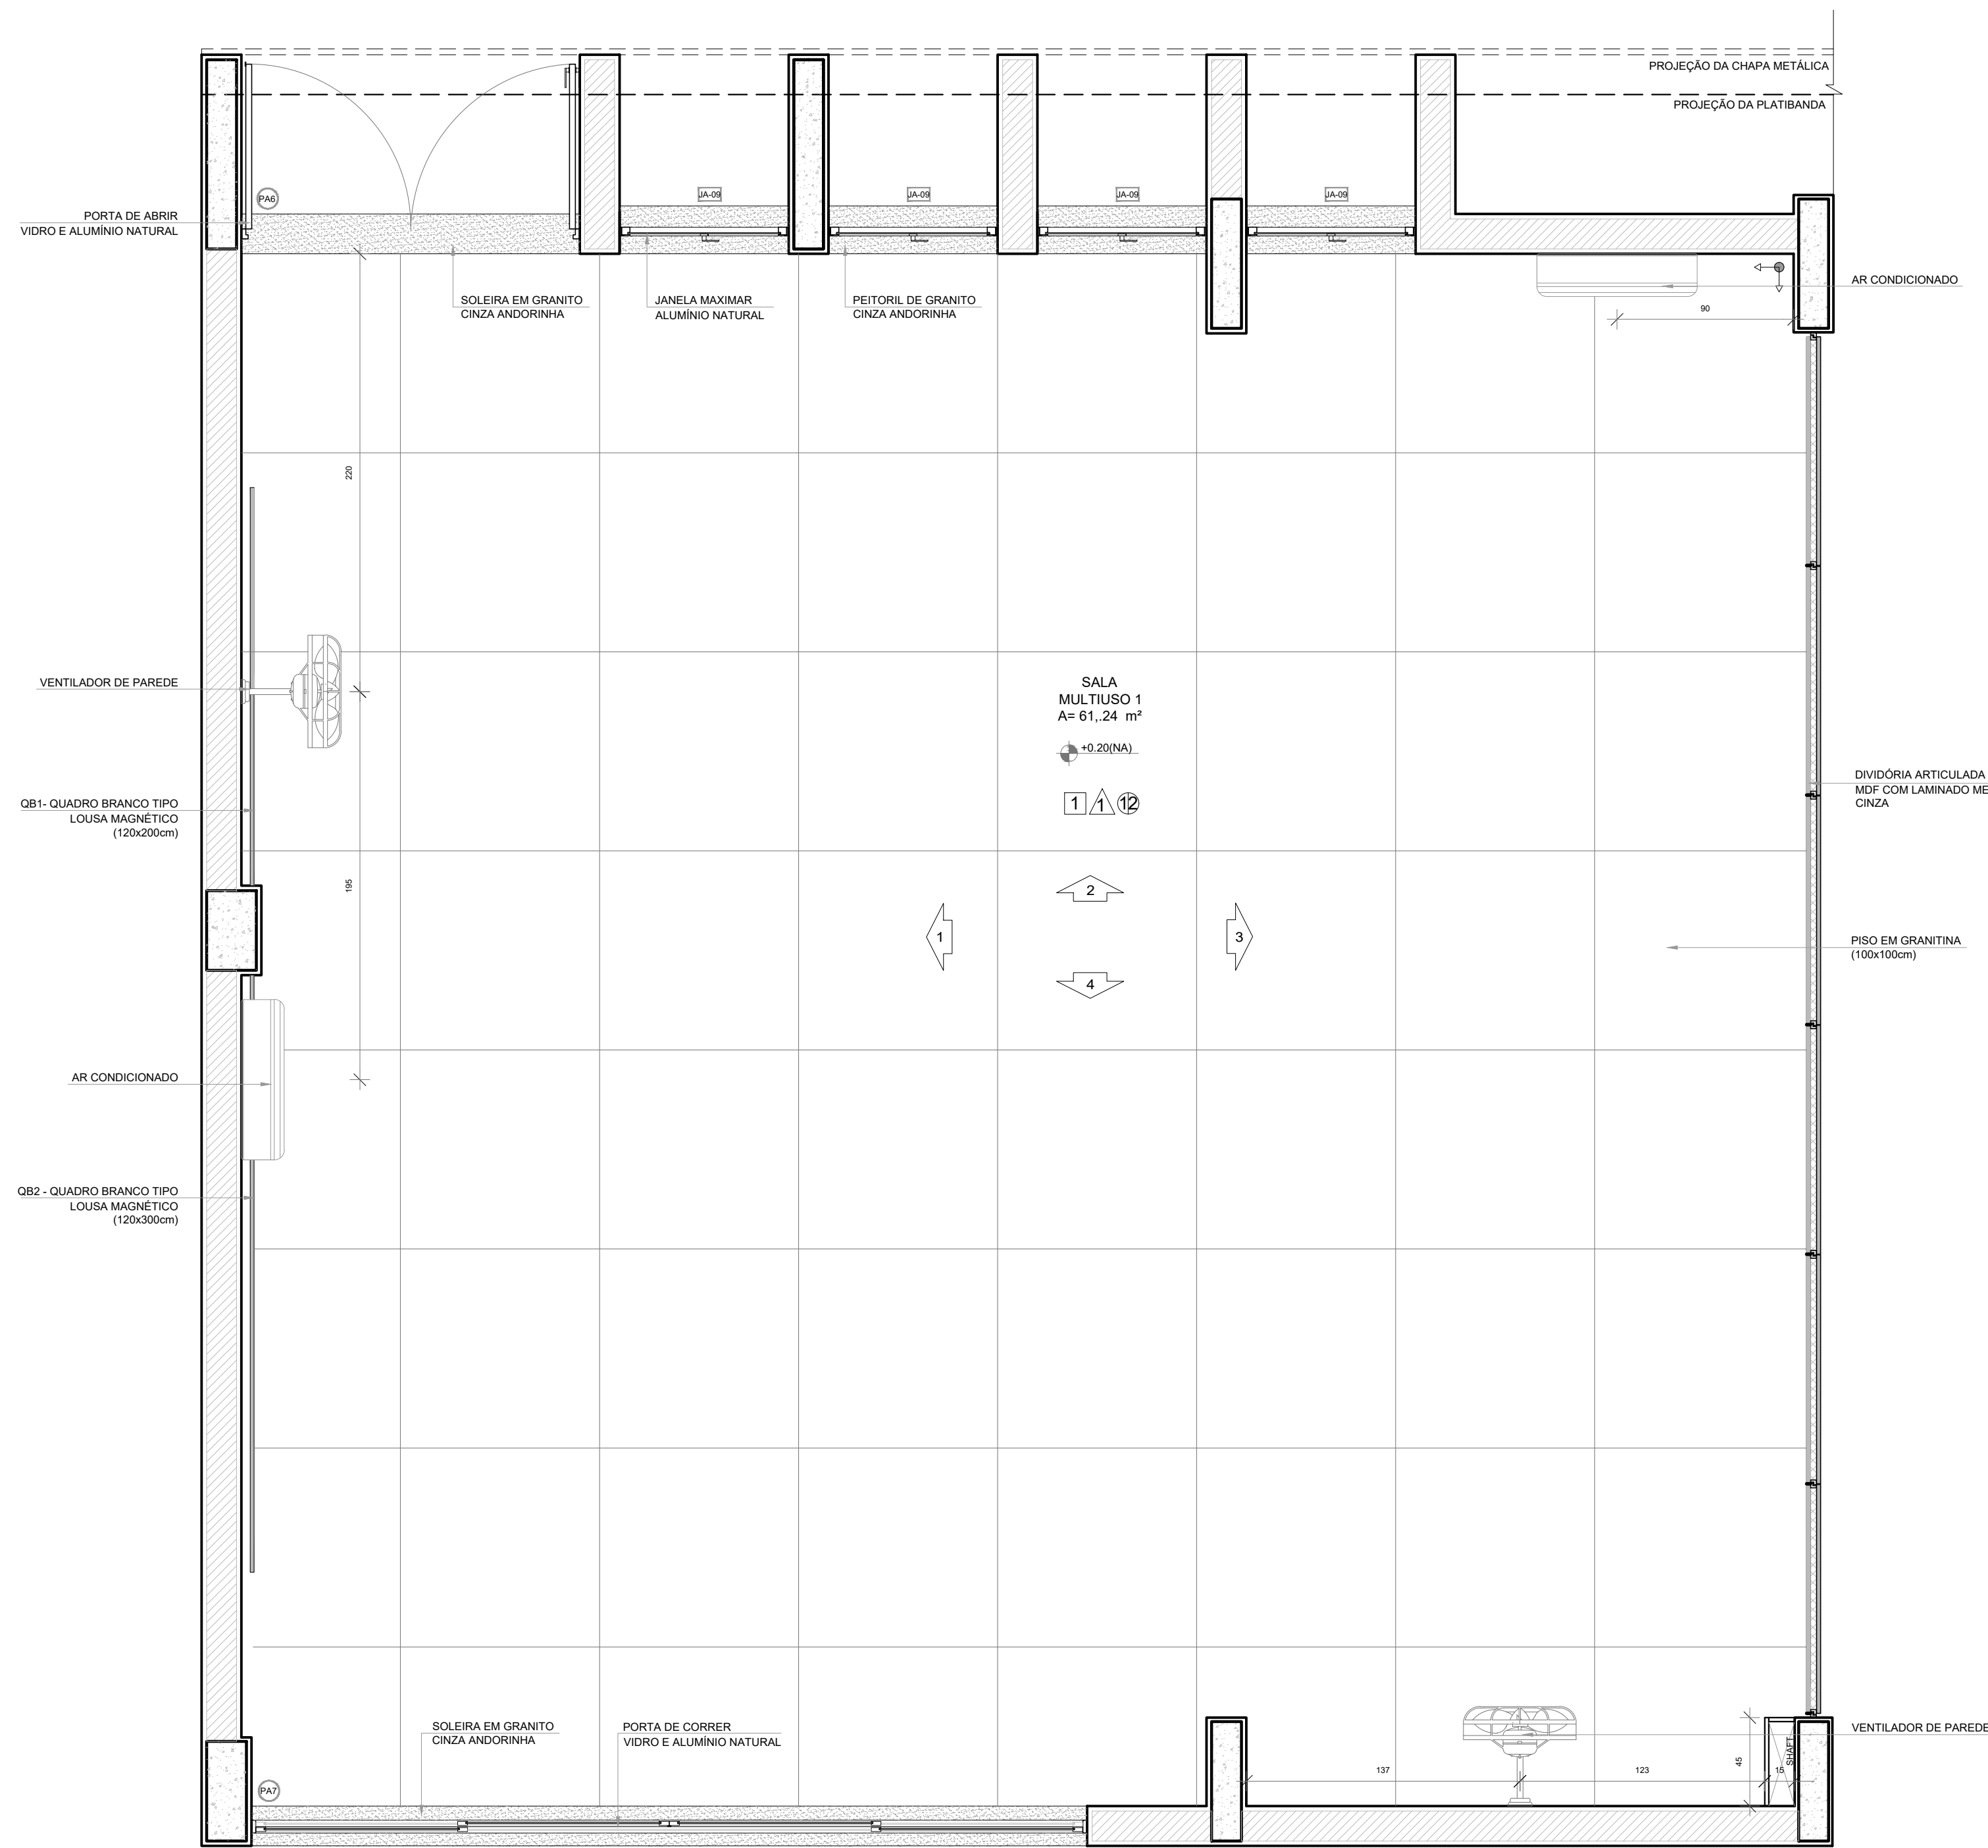 PROJEÇÃO DA CHAPA METÁLICA
PROJEÇÃO DA PLATIBANDA
PA6
JA-09
JA-09
JA-09
JA-09
PORTA DE ABRIR
VIDRO E ALUMÍNIO NATURAL
SOLEIRA EM GRANITO
CINZA ANDORINHA
JANELA MAXIMAR
ALUMÍNIO NATURAL
PEITORIL DE GRANITO
CINZA ANDORINHA
AR CONDICIONADO
90
220
VENTILADOR DE PAREDE
SALA
MULTIUSO 1
A= 61,.24 m²
+0.20(NA)
1 1 12
QB1- QUADRO BRANCO TIPO
LOUSA MAGNÉTICO
(120x200cm)
DIVIDÓRIA ARTICULADA
MDF COM LAMINADO ME
CINZA
195
2
1
3
4
PISO EM GRANITINA
(100x100cm)
AR CONDICIONADO
QB2 - QUADRO BRANCO TIPO
LOUSA MAGNÉTICO
(120x300cm)
SOLEIRA EM GRANITO
CINZA ANDORINHA
PORTA DE CORRER
VIDRO E ALUMÍNIO NATURAL
VENTILADOR DE PAREDE
SHAFT
45
137
123
15
PA7